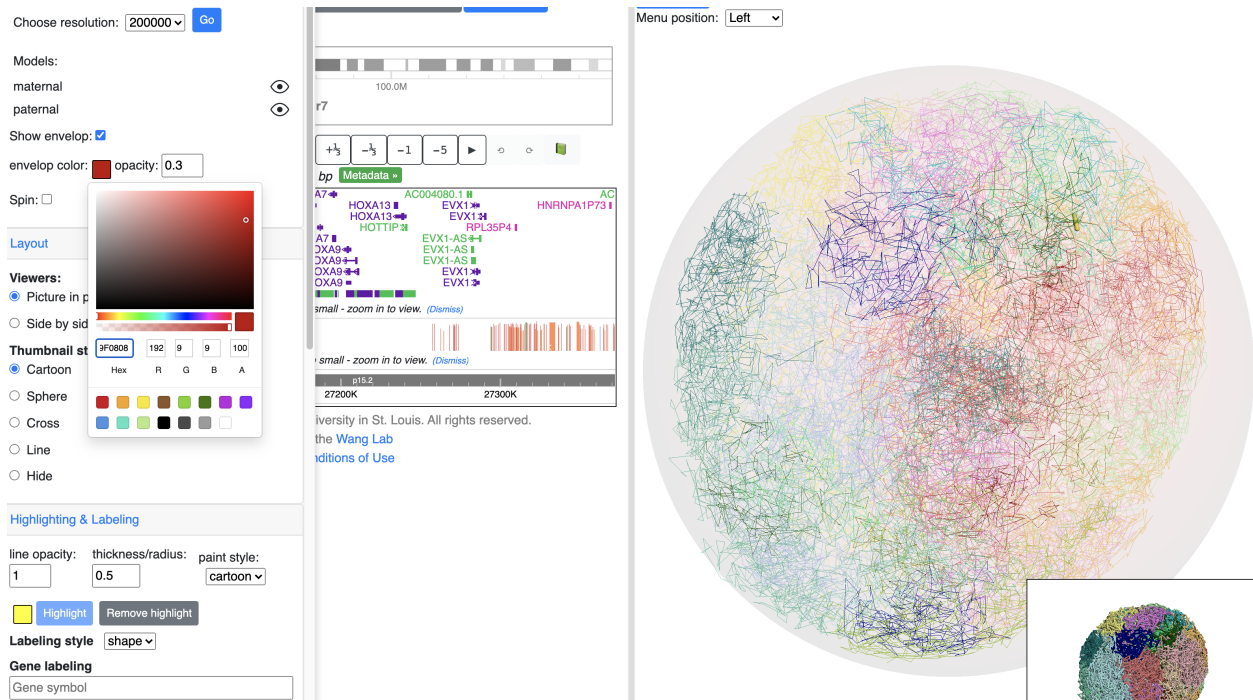 Choose resolution: 200000 Go
Models:
maternal
paternal
Show envelop:
envelop color: opacity: 0.3
Spin:
9F0808 192 9 9 100
Hex R G B A
Layout
Viewers:
Picture in p
Side by sid
Thumbnail st
Cartoon
Sphere
Cross
Line
Hide
Highlighting & Labeling
line opacity: thickness/radius: paint style:
1 0.5 cartoon
Highlight Remove highlight
Labeling style shape
Gene labeling
Gene symbol
100.0M
r7
+⅓ -⅓ -1 -5 ▶
bp Metadata »
A7 AC004080.1 AC
HOXA13 EVX1 HNRNPA1P73
HOXA13 EVX1
HOTTIP RPL35P4
A7 EVX1-AS
OXA9 EVX1-AS
OXA9 EVX1-AS
OXA9 EVX1
OXA9 EVX1
small - zoom in to view. (Dismiss)
small - zoom in to view. (Dismiss)
p15.2
27200K 27300K
iversity in St. Louis. All rights reserved.
the Wang Lab
nditions of Use
Menu position: Left